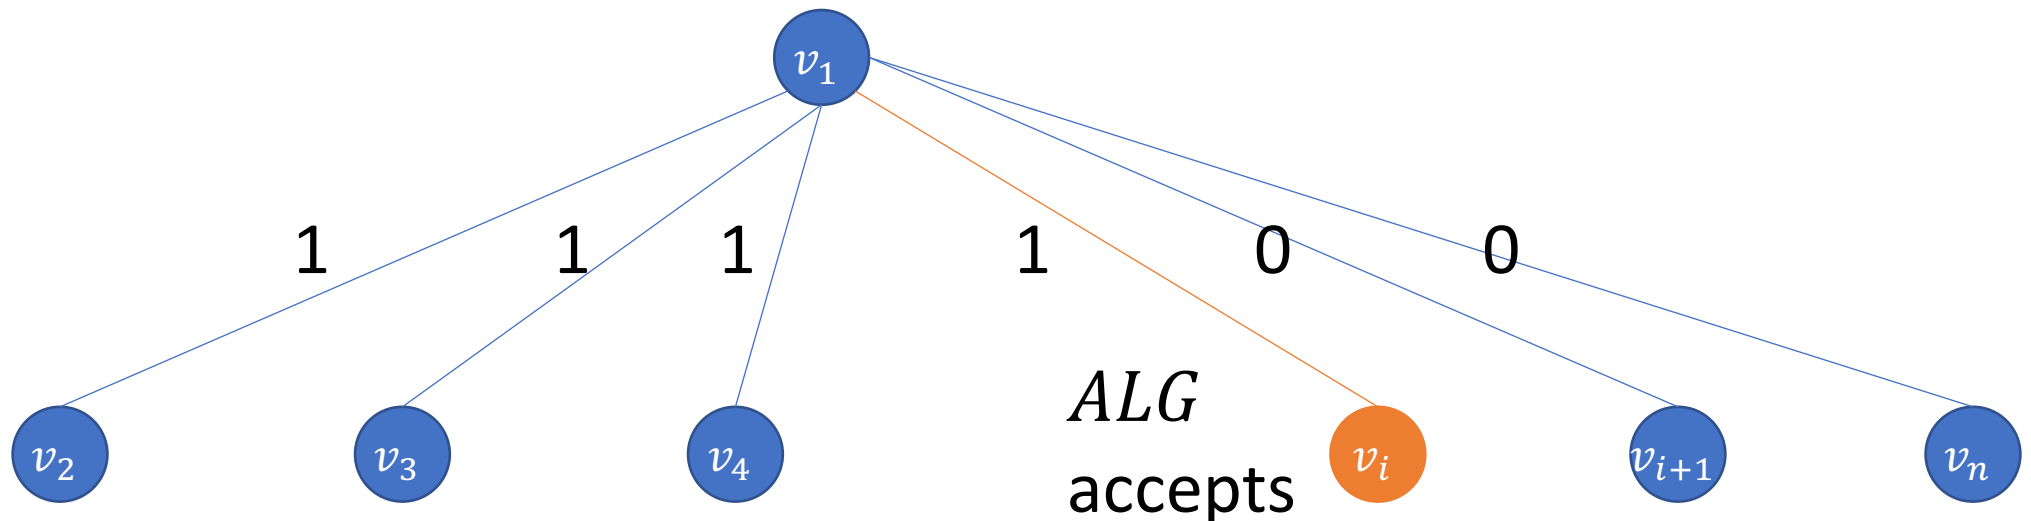 v₁
1 1 1 1 0 0
ALG
accepts
v₂ v₃ v₄ vᵢ vᵢ₊₁ vₙ